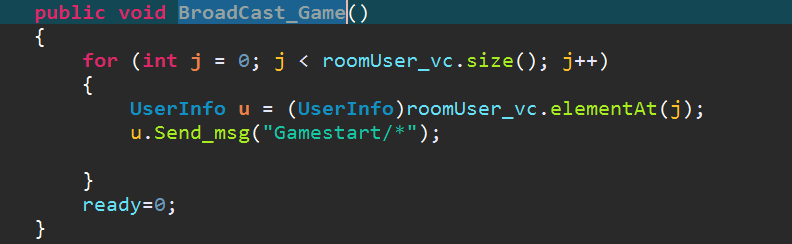 public void BroadCast_Game()
{
for (int j = 0; j < roomUser_vc.size(); j++)
{
UserInfo u = (UserInfo)roomUser_vc.elementAt(j);
u.Send_msg("Gamestart/*");
}
ready=0;
}